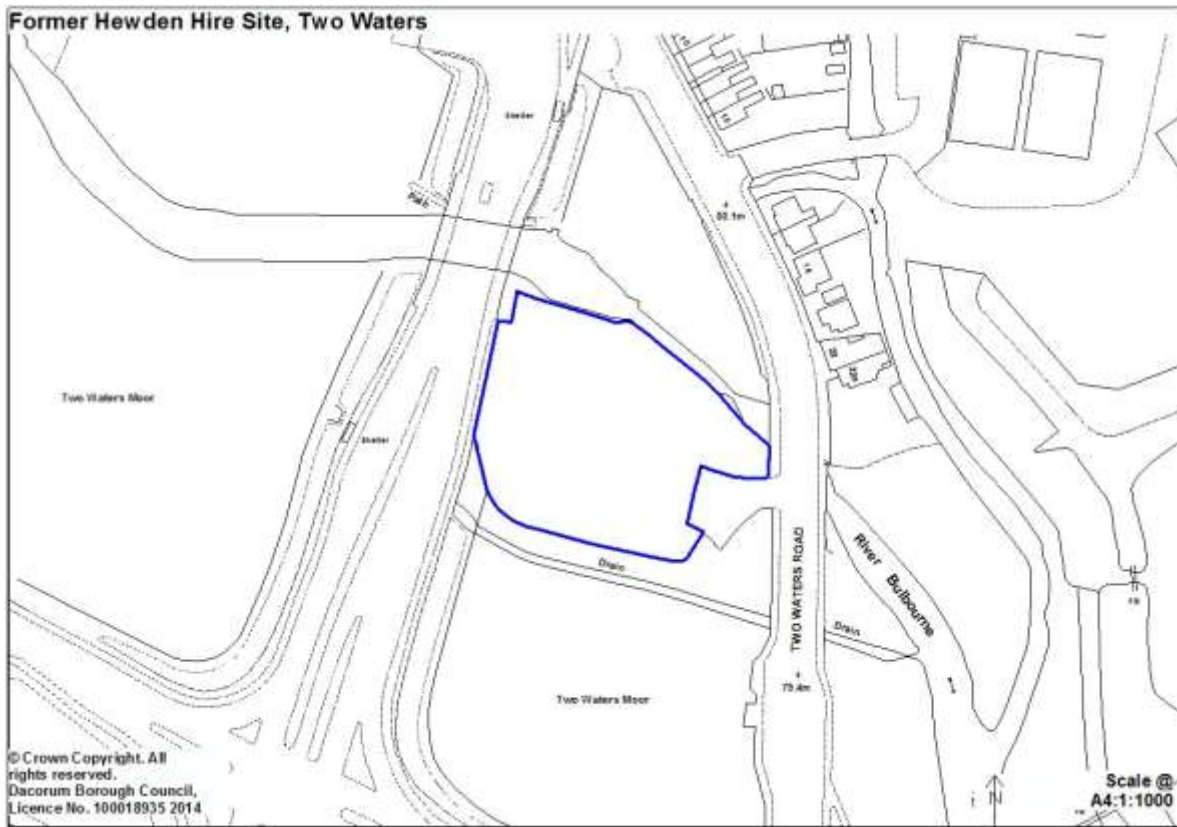 Former Hewden Hire Site, Two Waters
Shelter
Path
80.1m
Two Waters Moor
Shelter
Drain
TWO WATERS ROAD
River Bulbourne
Drain
79.4m
Two Waters Moor
FB
N
© Crown Copyright. All
rights reserved.
Dacorum Borough Council,
Licence No. 100018935 2014
Scale @
A4:1:1000